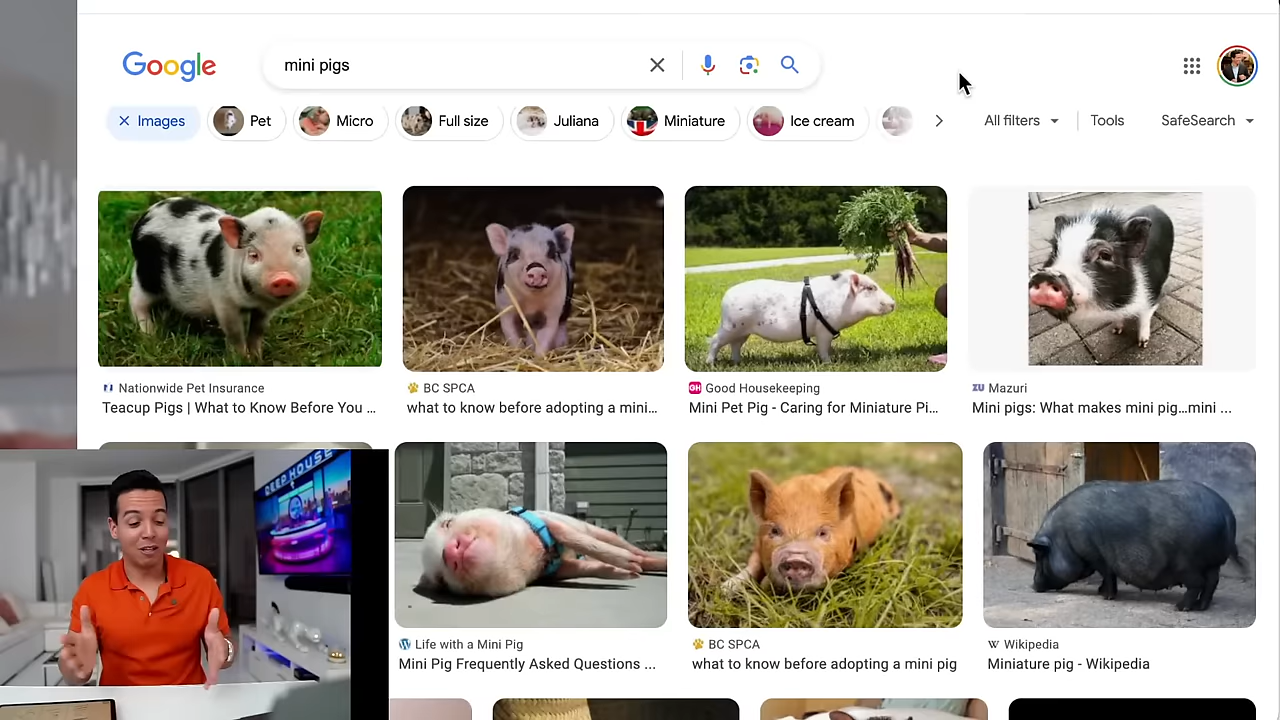 Google
mini pigs
Images
Pet
Micro
Full size
Juliana
Miniature
Ice cream
All filters
Tools
SafeSearch
Nationwide Pet Insurance
Teacup Pigs | What to Know Before You ...
BC SPCA
what to know before adopting a mini...
GH Good Housekeeping
Mini Pet Pig - Caring for Miniature Pi...
ZU Mazuri
Mini pigs: What makes mini pig...mini ...
DEEP HOUSE
Life with a Mini Pig
Mini Pig Frequently Asked Questions ...
BC SPCA
what to know before adopting a mini pig
W Wikipedia
Miniature pig - Wikipedia